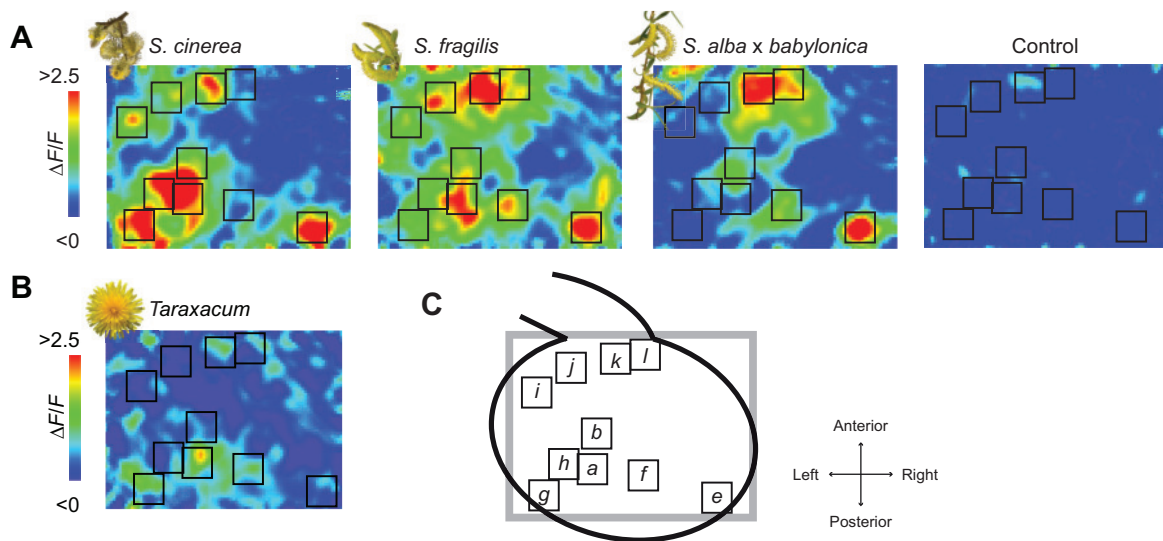 A
S. cinerea
S. fragilis
S. alba x babylonica
Control
>2.5
ΔF/F
<0
B
Taraxacum
>2.5
ΔF/F
<0
C
l
k
j
i
b
h a f
g e
Anterior
Left Right
Posterior